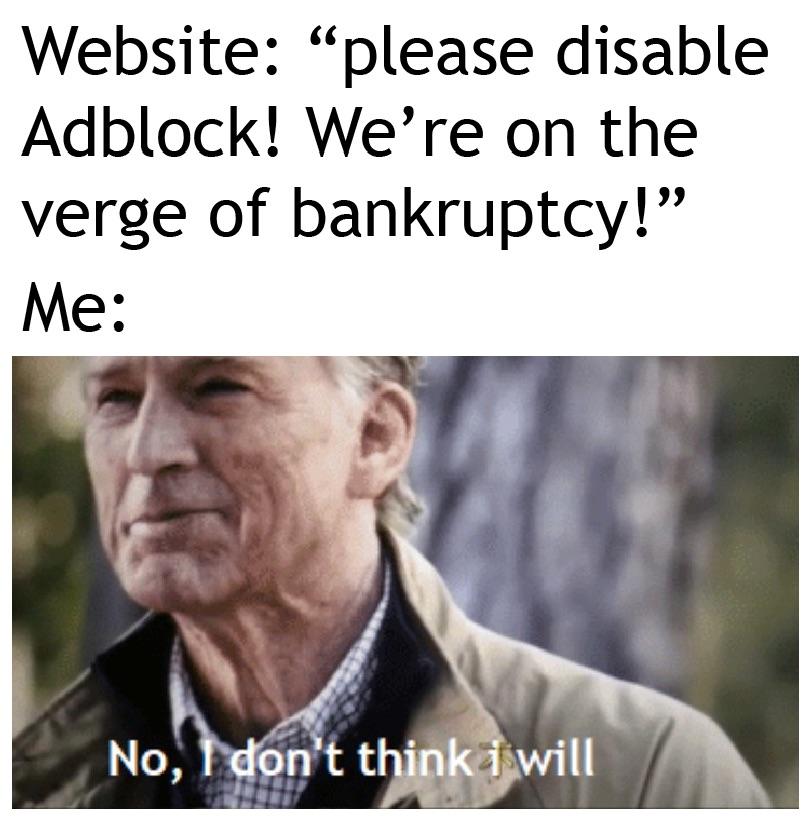 Website: “please disable
Adblock! We’re on the
verge of bankruptcy!”
Me:
No, I don't think i will